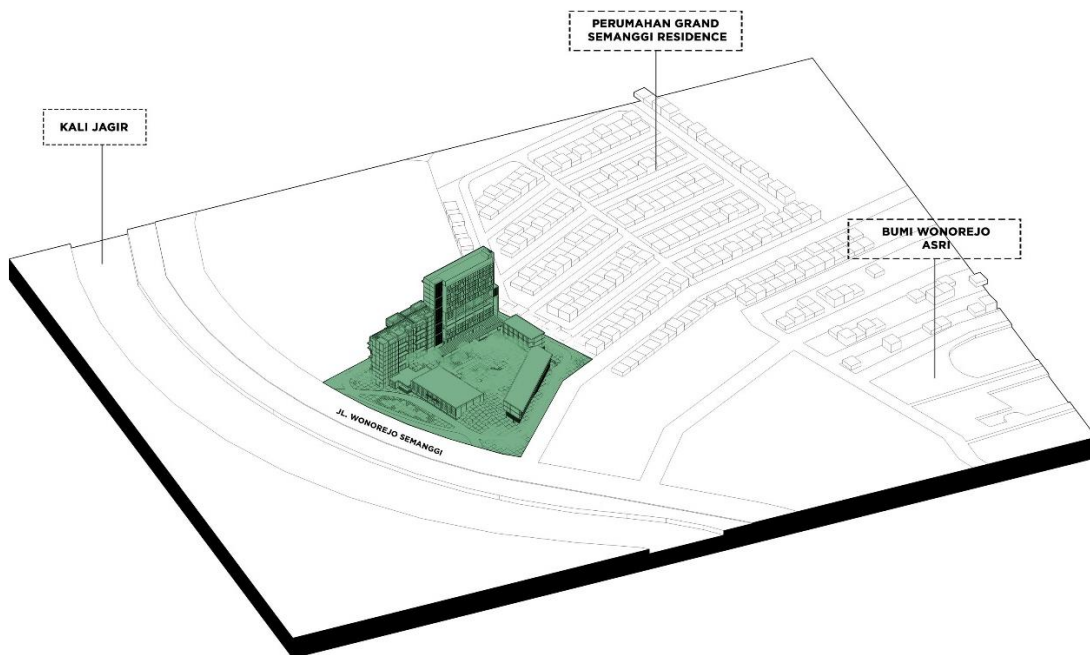 PERUMAHAN GRAND
SEMANGGI RESIDENCE
KALI JAGIR
BUMI WONOREJO
ASRI
JL. WONOREJO SEMANGGI